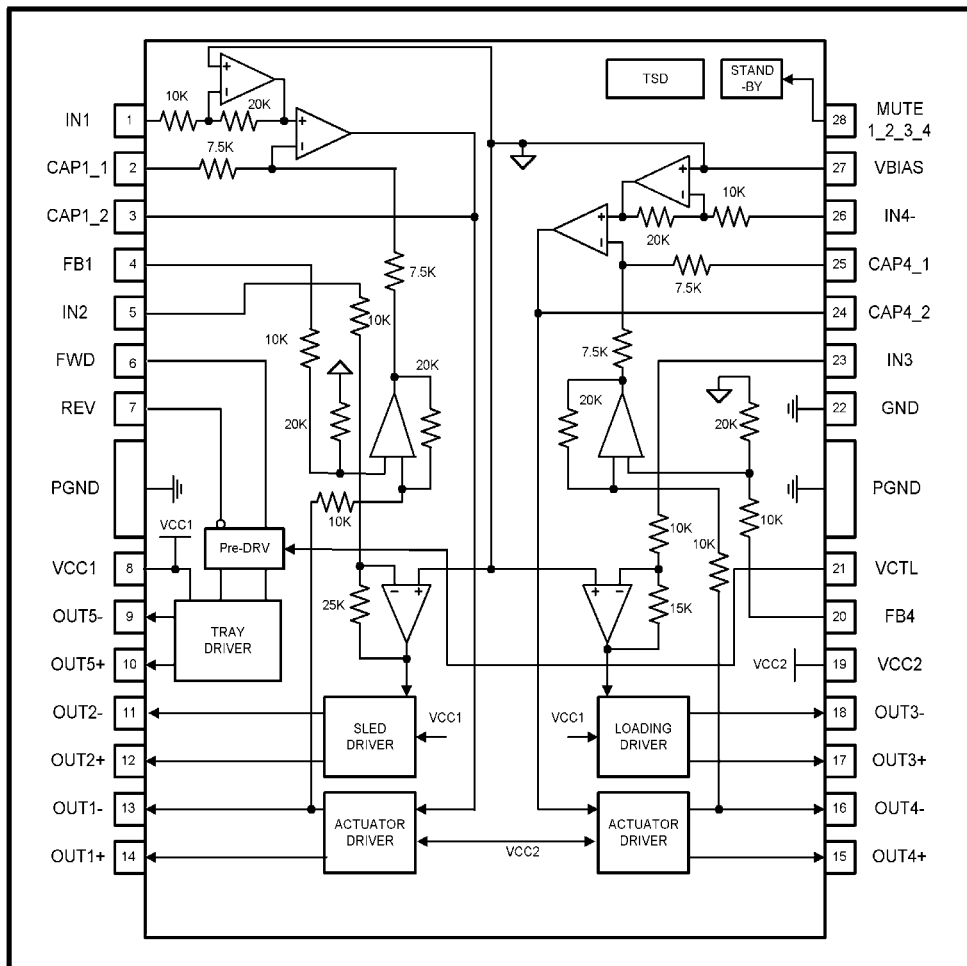 TSD
STAND
-BY
10K
20K
IN1
1
+
-
+
-
28
MUTE
1_2_3_4
7.5K
CAP1_1
2
27
VBIAS
10K
CAP1_2
3
+
-
+
-
20K
26
IN4-
FB1
4
7.5K
7.5K
25
CAP4_1
IN2
5
10K
10K
24
CAP4_2
FWD
6
7.5K
23
IN3
REV
7
20K
20K
20K
20K
22
GND
PGND
10K
10K
10K
10K
PGND
VCC1
Pre-DRV
VCC1
8
-
+
+
-
21
VCTL
25K
15K
OUT5-
9
TRAY
DRIVER
20
FB4
OUT5+
10
VCC2
19
VCC2
OUT2-
11
SLED
DRIVER
VCC1
VCC1
LOADING
DRIVER
18
OUT3-
OUT2+
12
17
OUT3+
OUT1-
13
ACTUATOR
DRIVER
VCC2
ACTUATOR
DRIVER
16
OUT4-
OUT1+
14
15
OUT4+